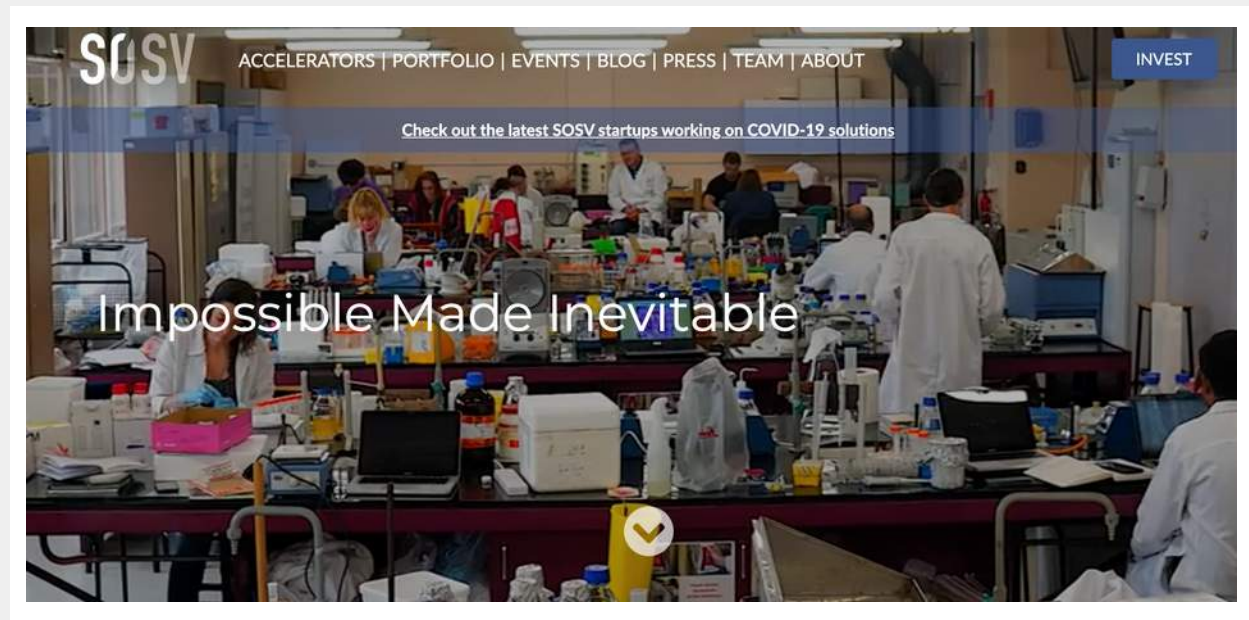 SOSV
ACCELERATORS | PORTFOLIO | EVENTS | BLOG | PRESS | TEAM | ABOUT
INVEST
Check out the latest SOSV startups working on COVID-19 solutions
Impossible Made Inevitable